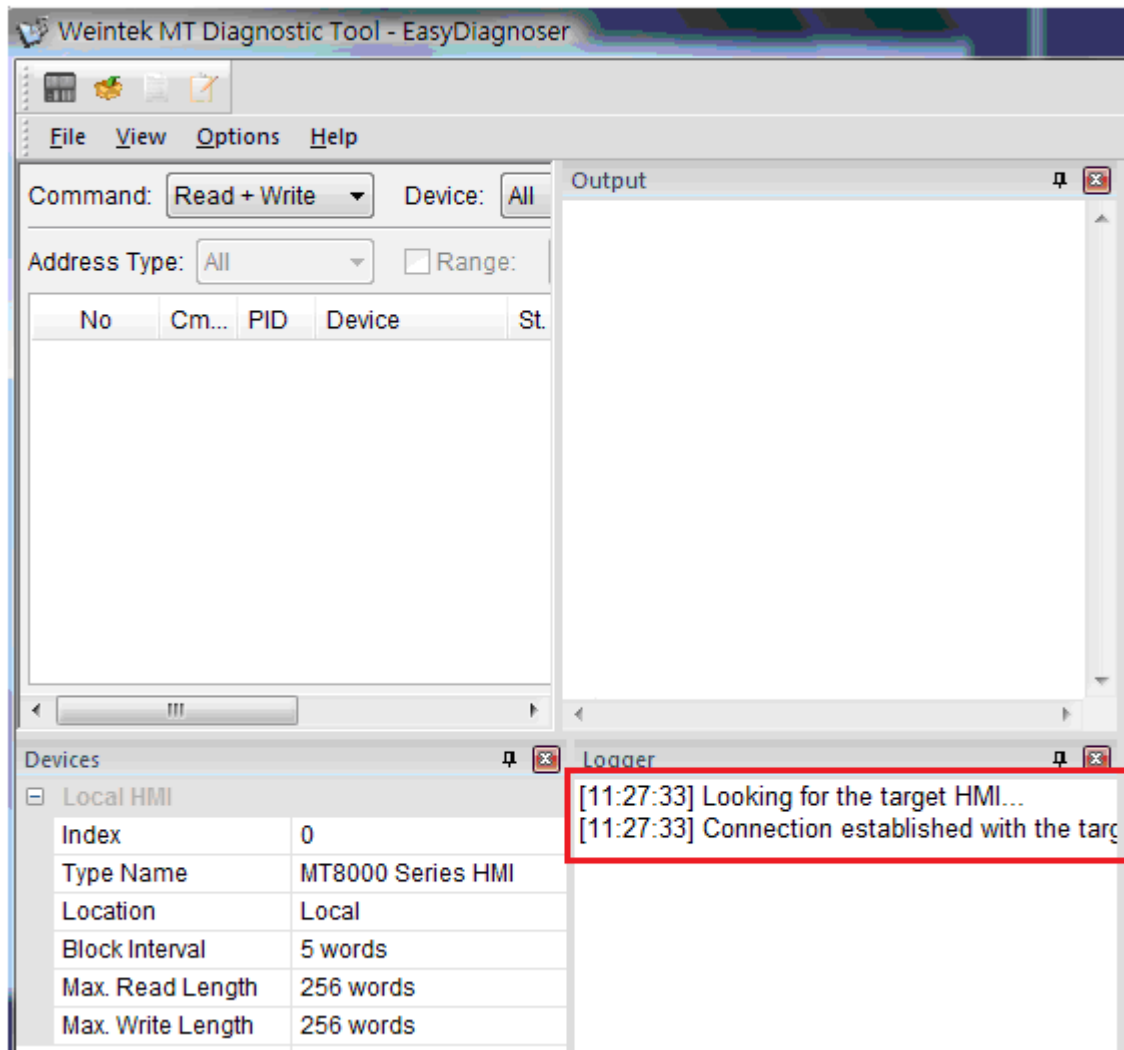 Weintek MT Diagnostic Tool - EasyDiagnoser
File View Options Help
Command: Read + Write Device: All
Address Type: All Range:
No Cm... PID Device St.
Output
Devices
Local HMI
Index 0
Type Name MT8000 Series HMI
Location Local
Block Interval 5 words
Max. Read Length 256 words
Max. Write Length 256 words
Logger
[11:27:33] Looking for the target HMI...
[11:27:33] Connection established with the targ